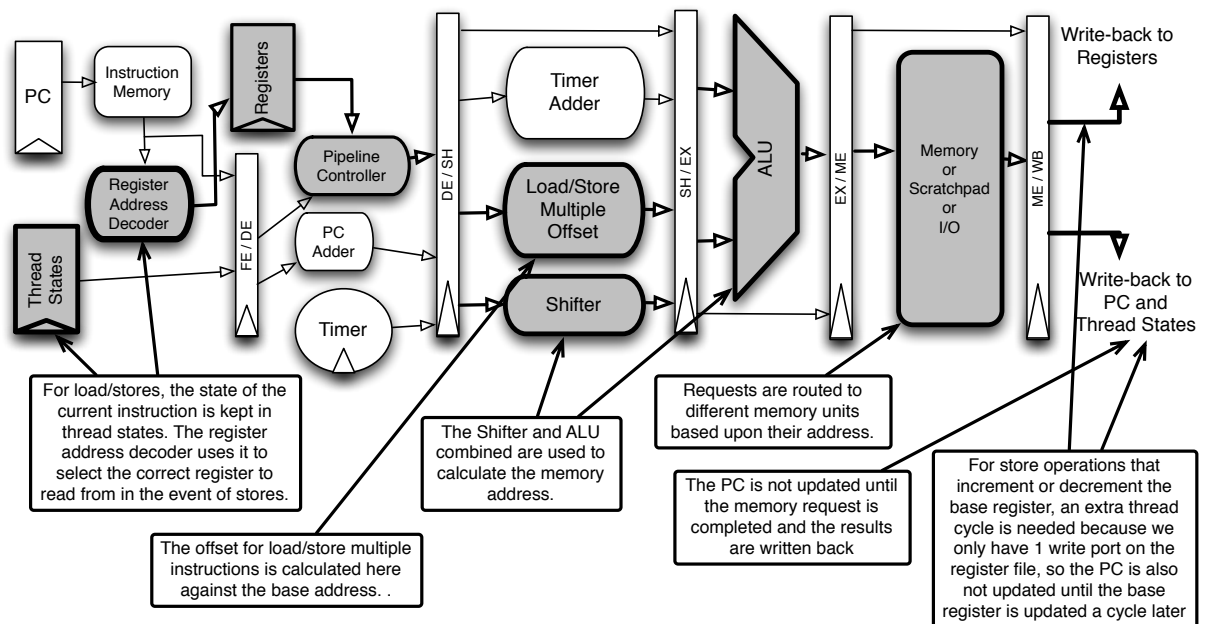 PC
Instruction
Memory
Registers
Register
Address
Decoder
Thread
States
FE / DE
Pipeline
Controller
PC
Adder
Timer
DE / SH
Timer
Adder
Load/Store
Multiple
Offset
Shifter
SH / EX
ALU
EX / ME
Memory
or
Scratchpad
or
I/O
ME / WB
Write-back to
Registers
Write-back to
PC and
Thread States
For load/stores, the state of the
current instruction is kept in
thread states. The register
address decoder uses it to
select the correct register to
read from in the event of stores.
The offset for load/store multiple
instructions is calculated here
against the base address. .
The Shifter and ALU
combined are used to
calculate the memory
address.
Requests are routed to
different memory units
based upon their address.
The PC is not updated until
the memory request is
completed and the results
are written back
For store operations that
increment or decrement the
base register, an extra thread
cycle is needed because we
only have 1 write port on the
register file, so the PC is also
not updated until the base
register is updated a cycle later